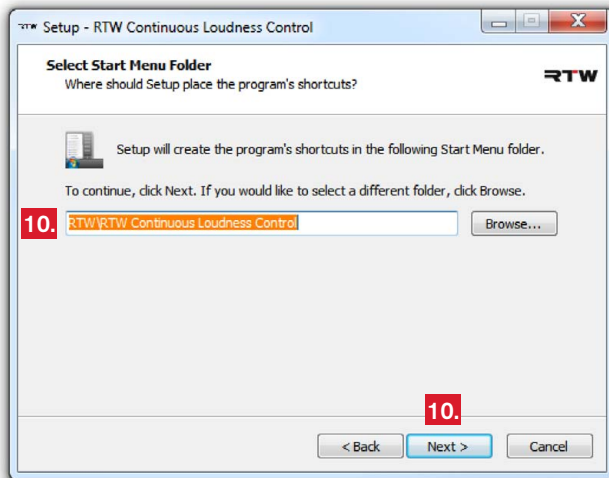 RTW Setup - RTW Continuous Loudness Control
Select Start Menu Folder
Where should Setup place the program's shortcuts?
RTW
Setup will create the program's shortcuts in the following Start Menu folder.
To continue, click Next. If you would like to select a different folder, click Browse.
10. RTW\RTW Continuous Loudness Control Browse...
10.
< Back Next > Cancel